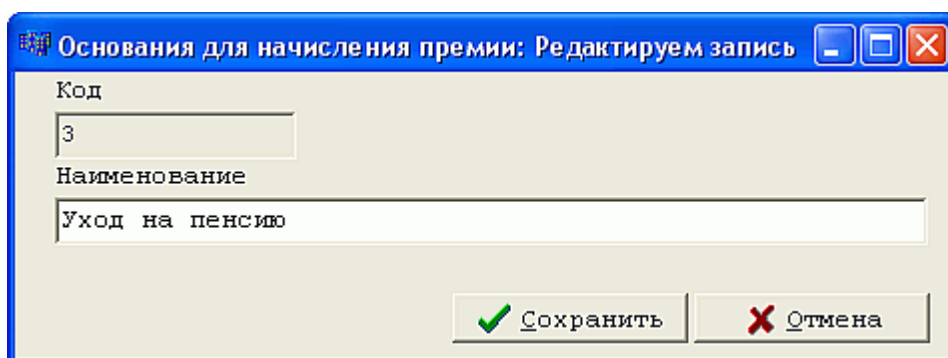 Основания для начисления премии: Редактируем запись
Код
3
Наименование
Уход на пенсию
Сохранить Отмена